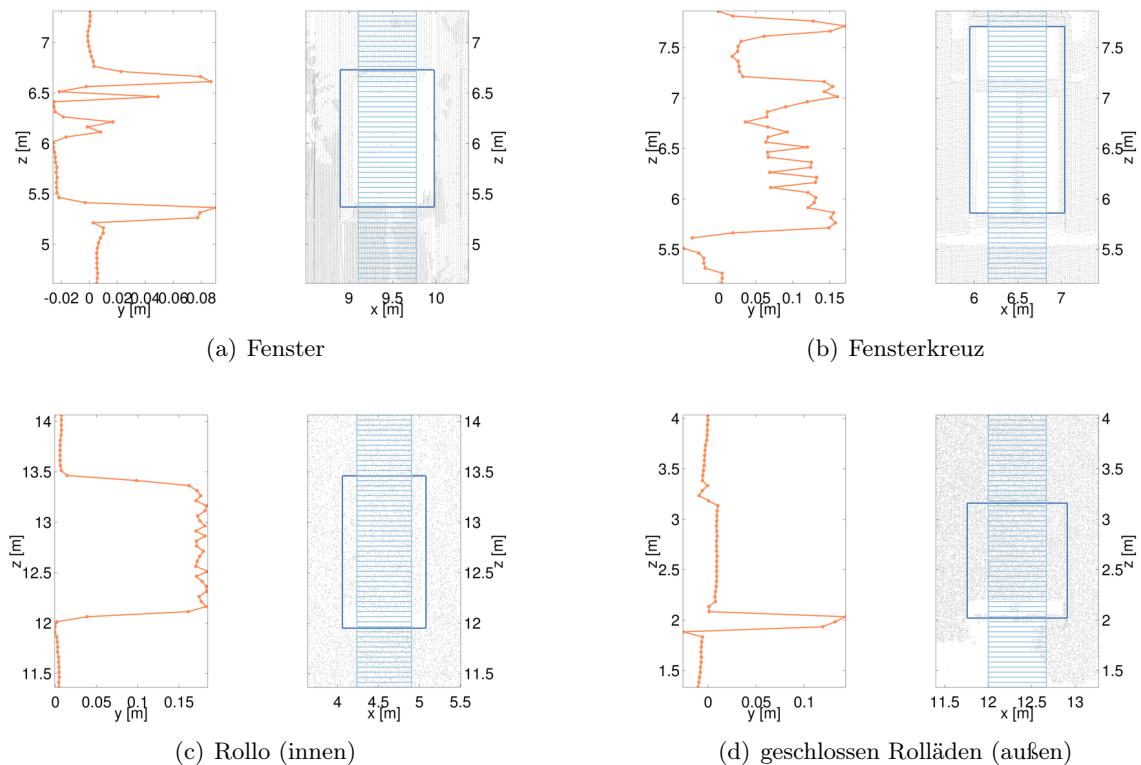 7
6.5
6
5.5
5
z [m]
-0.02 0 0.02 0.04 0.06 0.08
y [m]
7
6.5
6
5.5
5
z [m]
9 9.5 10
x [m]
(a) Fenster
7.5
7
6.5
6
5.5
z [m]
0 0.05 0.1 0.15
y [m]
7.5
7
6.5
6
5.5
z [m]
6 6.5 7
x [m]
(b) Fensterkreuz
14
13.5
13
12.5
12
11.5
z [m]
0 0.05 0.1 0.15
y [m]
14
13.5
13
12.5
12
11.5
z [m]
4 4.5 5 5.5
x [m]
(c) Rollo (innen)
4
3.5
3
2.5
2
1.5
z [m]
0 0.05 0.1
y [m]
4
3.5
3
2.5
2
1.5
z [m]
11.5 12 12.5 13
x [m]
(d) geschlossen Rolläden (außen)